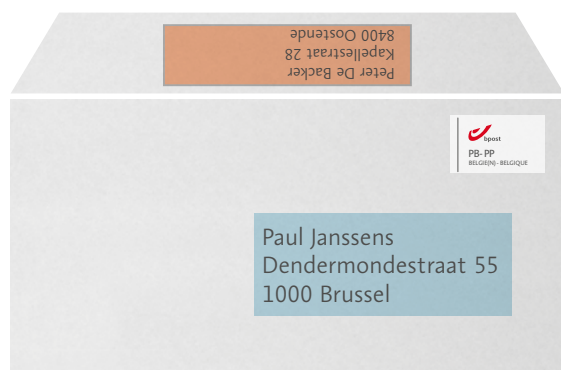 Peter De Backer
Kapellestraat 28
8400 Oostende
bpost
PB-PP
BELGIE(N) - BELGIQUE
Paul Janssens
Dendermondestraat 55
1000 Brussel